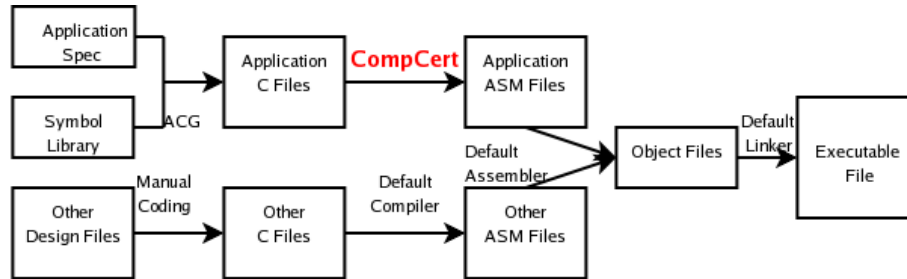 Application
Spec
Symbol
Library
ACG
Application
C Files
CompCert
Application
ASM Files
Other
Design Files
Manual
Coding
Other
C Files
Default
Compiler
Other
ASM Files
Default
Assembler
Object Files
Default
Linker
Executable
File